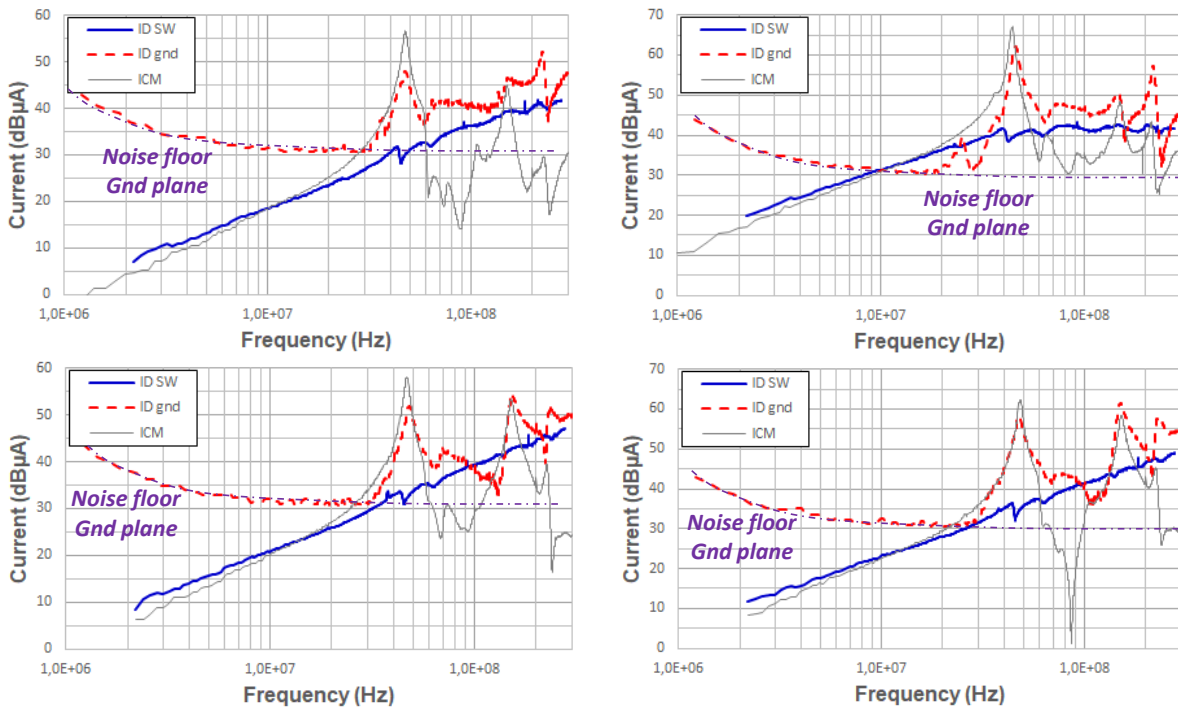 60
50
40
30
20
10
0
Current (dBµA)
ID SW
ID gnd
ICM
Noise floor
Gnd plane
1,0E+06
1,0E+07
1,0E+08
Frequency (Hz)
70
60
50
40
30
20
10
0
Current (dBµA)
ID SW
ID gnd
ICM
Noise floor
Gnd plane
1,0E+06
1,0E+07
1,0E+08
Frequency (Hz)
60
50
40
30
20
10
0
Current (dBµA)
ID SW
ID gnd
ICM
Noise floor
Gnd plane
1,0E+06
1,0E+07
1,0E+08
Frequency (Hz)
70
60
50
40
30
20
10
0
Current (dBµA)
ID SW
ID gnd
ICM
Noise floor
Gnd plane
1,0E+06
1,0E+07
1,0E+08
Frequency (Hz)